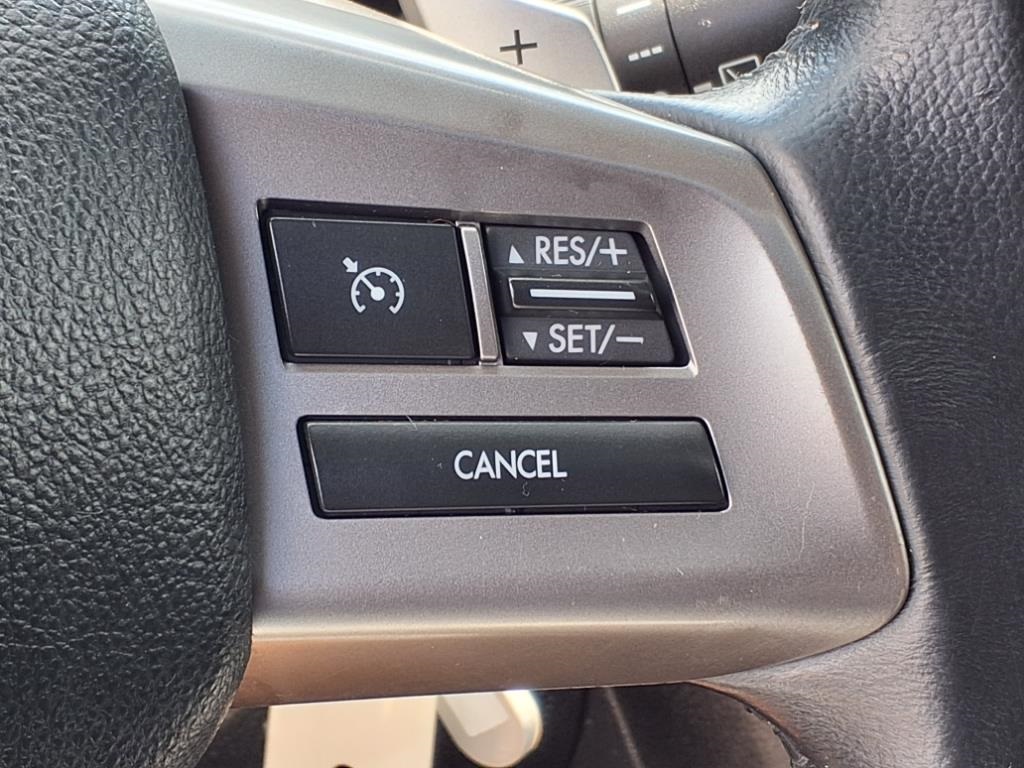 +
▲ RES/+
▼ SET/−
CANCEL